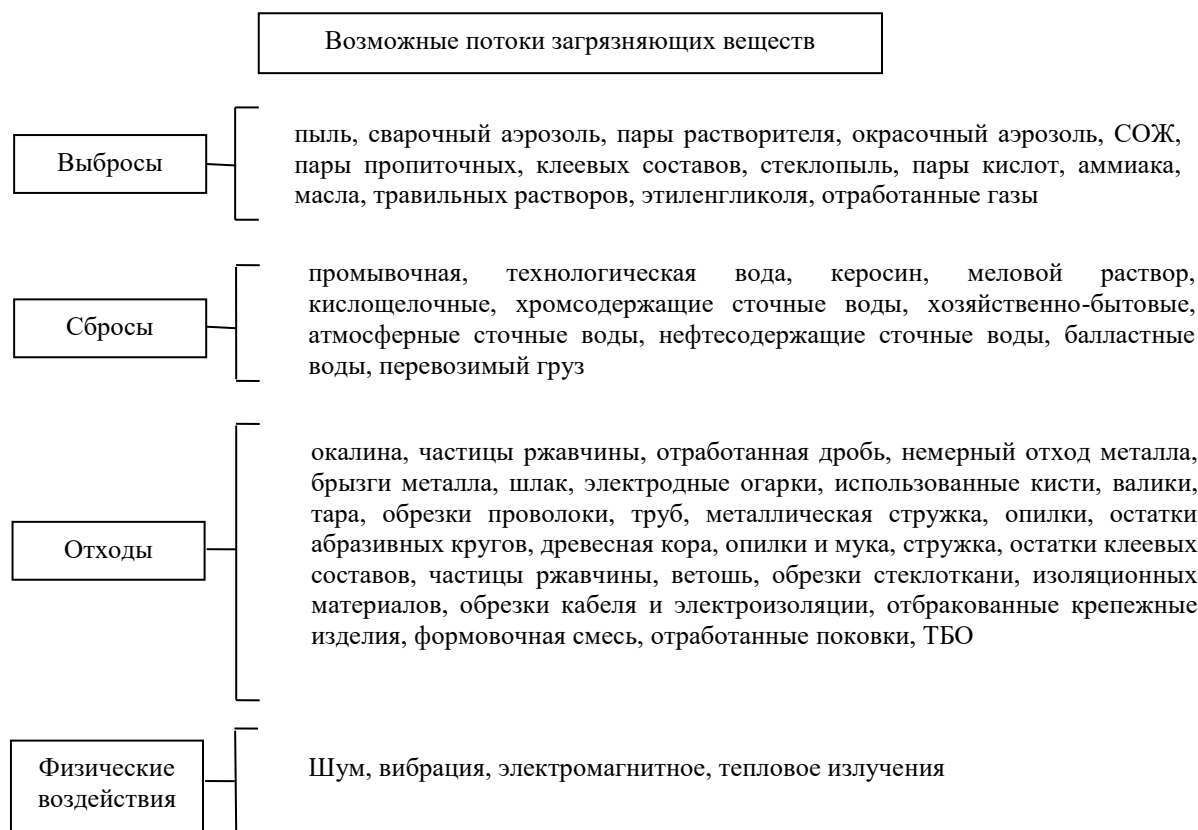 Возможные потоки загрязняющих веществ
Выбросы
пыль, сварочный аэрозоль, пары растворителя, окрасочный аэрозоль, СОЖ,
пары пропиточных, клеевых составов, стеклопыль, пары кислот, аммиака,
масла, травильных растворов, этиленгликоля, отработанные газы
Сбросы
промывочная, технологическая вода, керосин, меловой раствор,
кислощелочные, хромсодержащие сточные воды, хозяйственно-бытовые,
атмосферные сточные воды, нефтесодержащие сточные воды, балластные
воды, перевозимый груз
Отходы
окалина, частицы ржавчины, отработанная дробь, немерный отход металла,
брызги металла, шлак, электродные огарки, использованные кисти, валики,
тара, обрезки проволоки, труб, металлическая стружка, опилки, остатки
абразивных кругов, древесная кора, опилки и мука, стружка, остатки клеевых
составов, частицы ржавчины, ветошь, обрезки стеклоткани, изоляционных
материалов, обрезки кабеля и электроизоляции, отбракованные крепежные
изделия, формовочная смесь, отработанные поковки, ТБО
Физические
воздействия
Шум, вибрация, электромагнитное, тепловое излучения